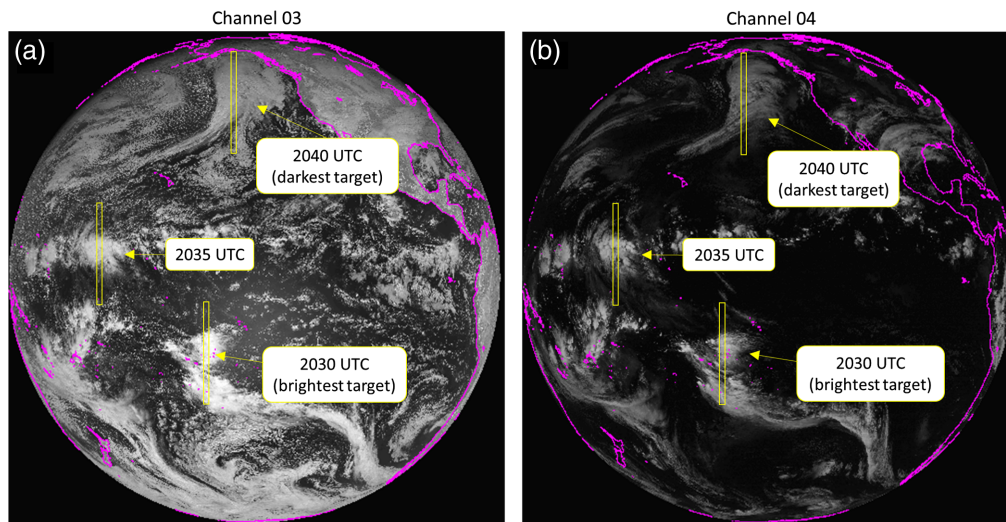 Channel 03
Channel 04
(a)
(b)
2040 UTC
(darkest target)
2040 UTC
(darkest target)
2035 UTC
2035 UTC
2030 UTC
(brightest target)
2030 UTC
(brightest target)